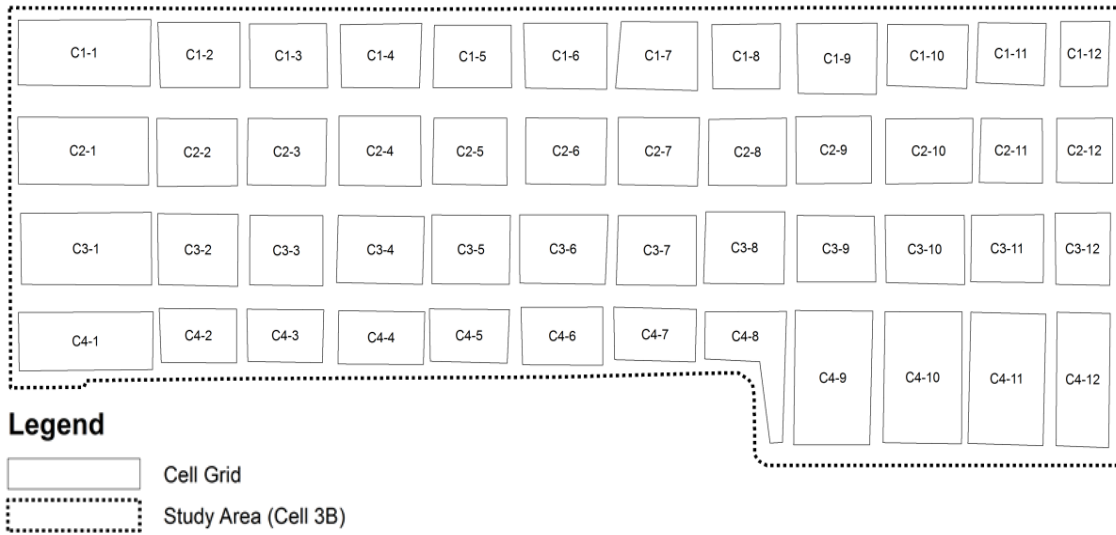 C1-1 C1-2 C1-3 C1-4 C1-5 C1-6 C1-7 C1-8 C1-9 C1-10 C1-11 C1-12
C2-1 C2-2 C2-3 C2-4 C2-5 C2-6 C2-7 C2-8 C2-9 C2-10 C2-11 C2-12
C3-1 C3-2 C3-3 C3-4 C3-5 C3-6 C3-7 C3-8 C3-9 C3-10 C3-11 C3-12
C4-1 C4-2 C4-3 C4-4 C4-5 C4-6 C4-7 C4-8 C4-9 C4-10 C4-11 C4-12
Legend
Cell Grid
Study Area (Cell 3B)